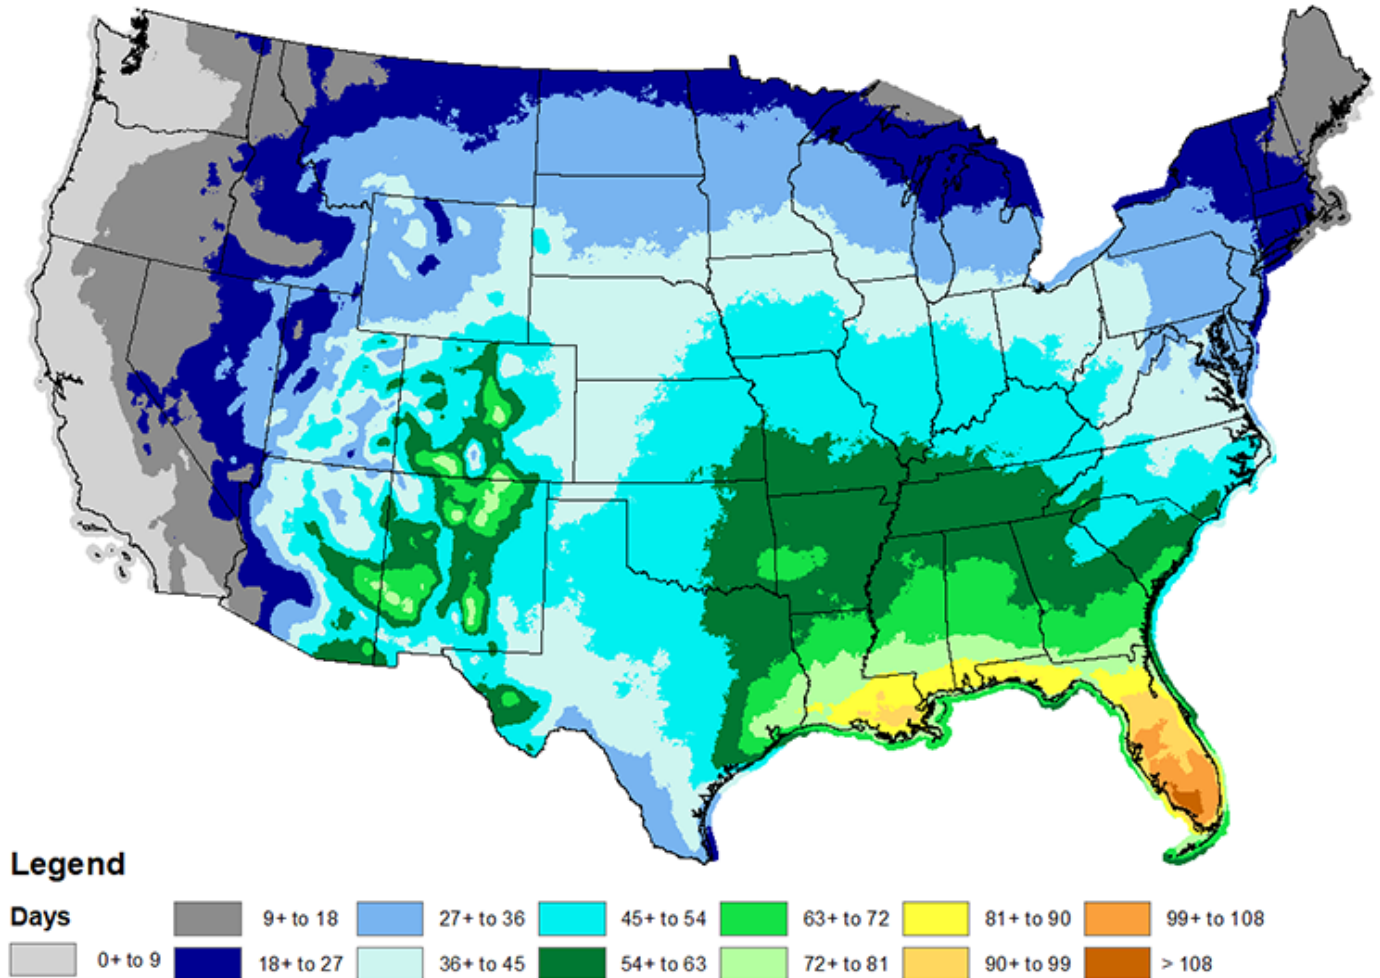 Legend
Days
9+ to 18 27+ to 36 45+ to 54 63+ to 72 81+ to 90 99+ to 108
0+ to 9 18+ to 27 36+ to 45 54+ to 63 72+ to 81 90+ to 99 > 108